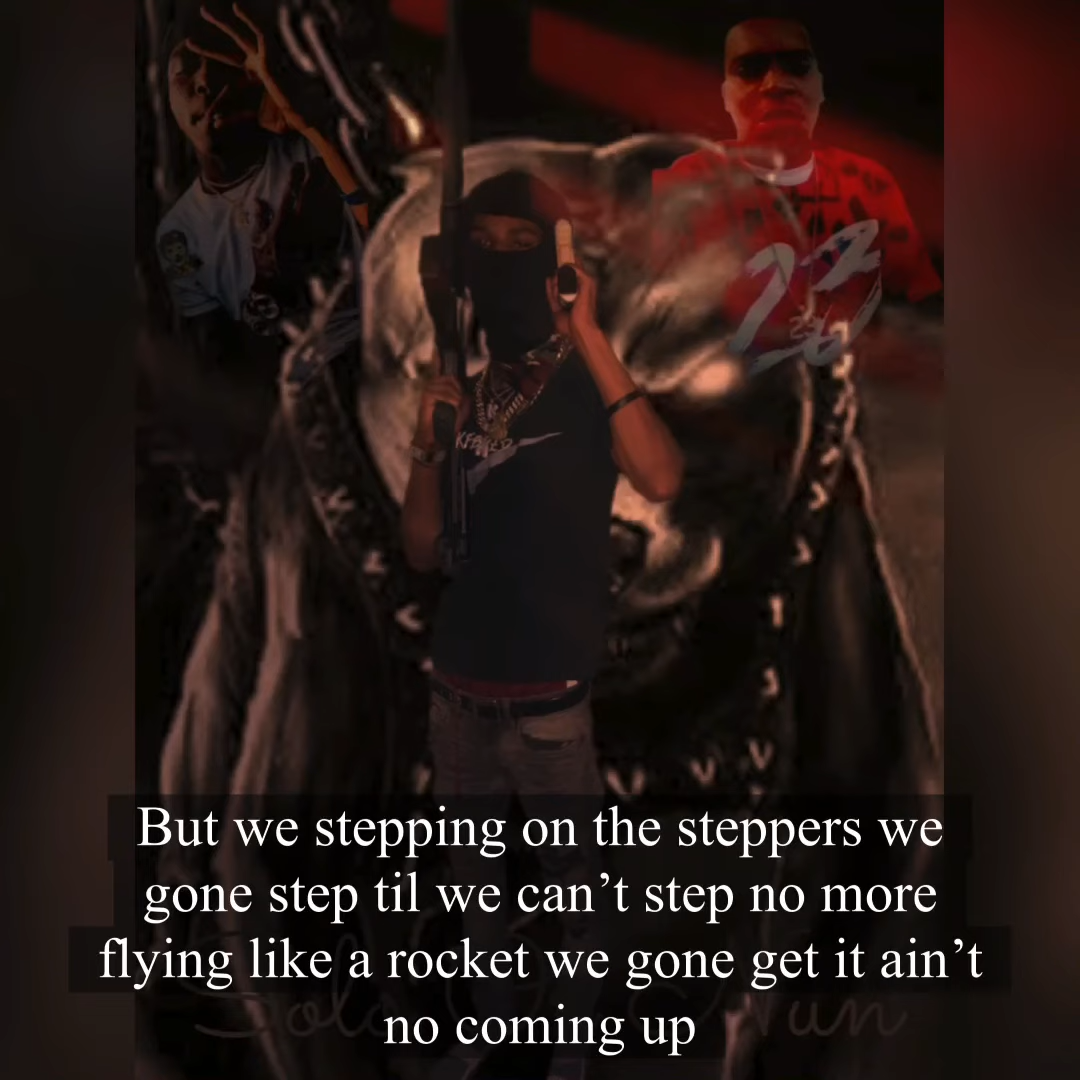 23
But we stepping on the steppers we
gone step til we can’t step no more
flying like a rocket we gone get it ain’t
no coming up